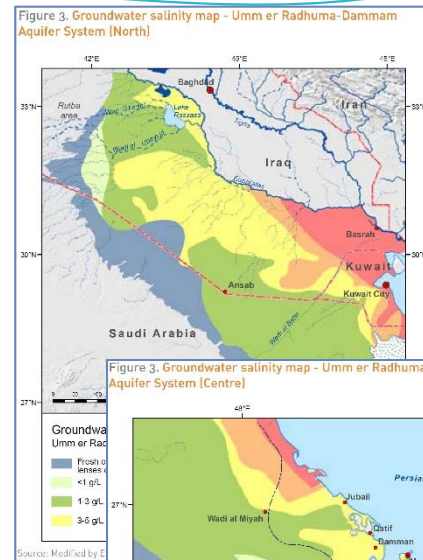 Figure 3. Groundwater salinity map - Umm er Radhuma-Dammam
Aquifer System (North)
42°E
45°E
48°E
33°N
Baghdad
Iran
Rutba
area
Lake
Razzaza
Tigris
Iraq
Euphrates
Basrah
30°N
Kuwait
Kuwait City
Ansab
Wadi al Batin
Saudi Arabia
27°N
Groundwa
Umm er Rad
Fresh
lenses
<1 g/L
1-3 g/L
3-5 g/L
Source: Modified by E
Figure 3. Groundwater salinity map - Umm er Radhuma
Aquifer System (Centre)
48°E
Persia
27°N
Jubail
Wadi al Miyah
Qatif
Damman